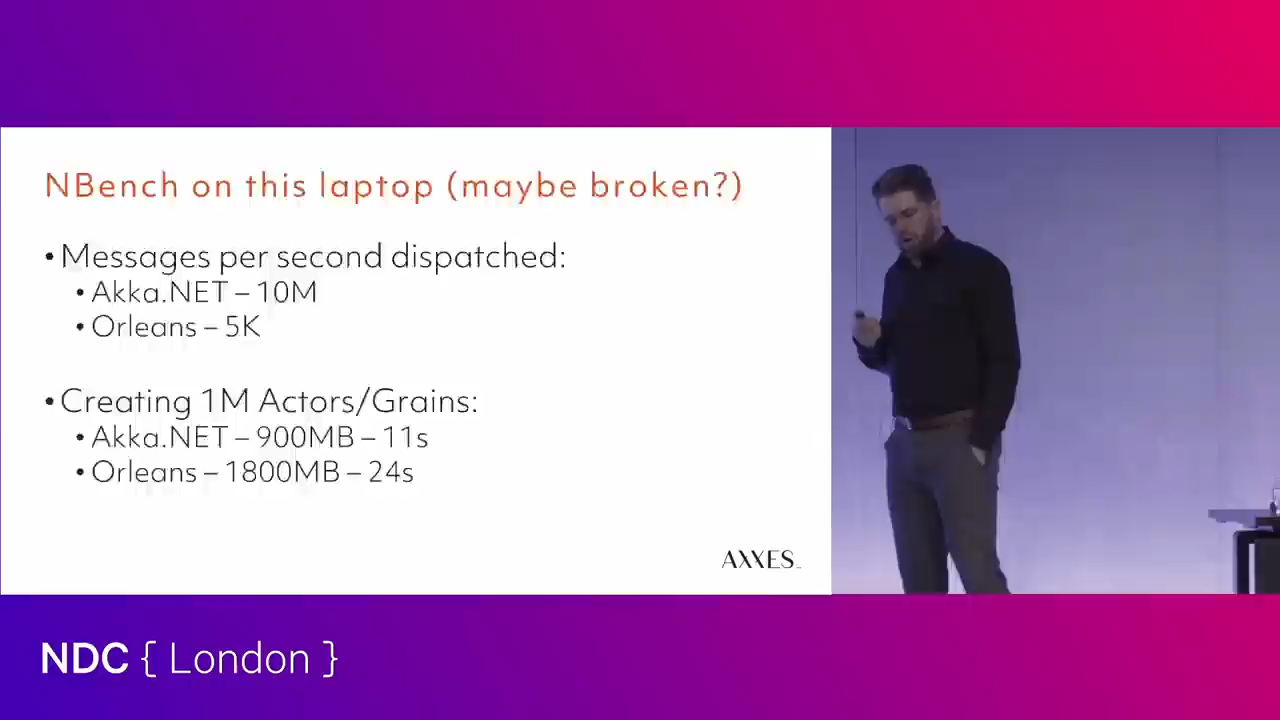 NBench on this laptop (maybe broken?)
• Messages per second dispatched:
• Akka.NET – 10M
• Orleans – 5K
• Creating 1M Actors/Grains:
• Akka.NET – 900MB – 11s
• Orleans – 1800MB – 24s
AXXES_
NDC { London }